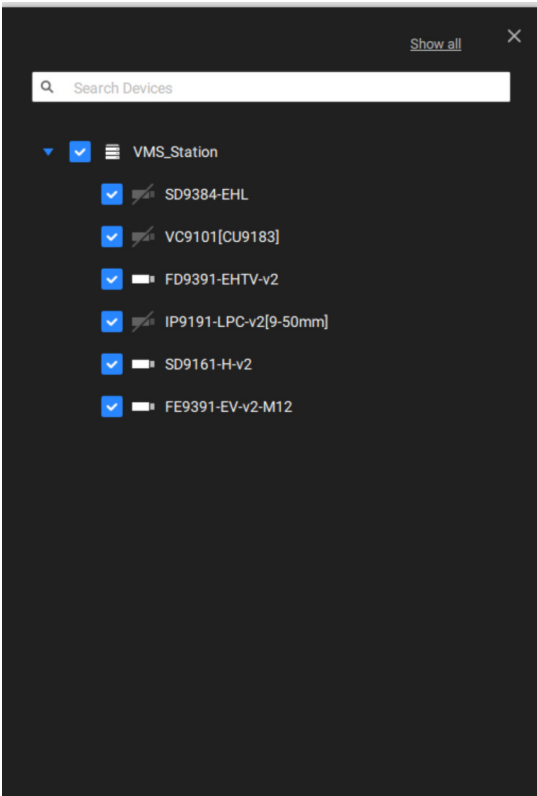 Show all
Search Devices
VMS_Station
SD9384-EHL
VC9101[CU9183]
FD9391-EHTV-v2
IP9191-LPC-v2[9-50mm]
SD9161-H-v2
FE9391-EV-v2-M12